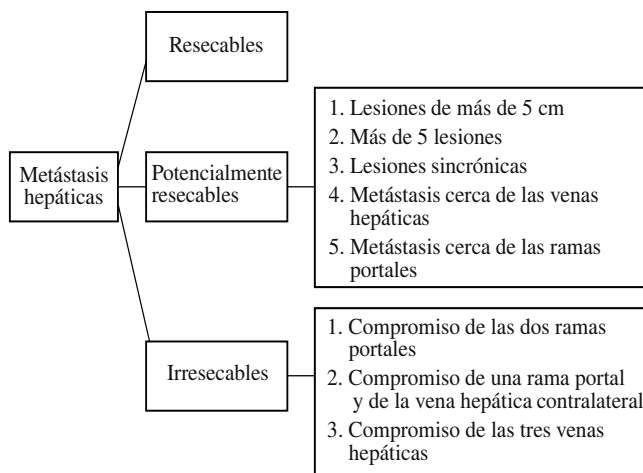 Resecables
Metástasis
hepáticas
Potencialmente
resecables
1. Lesiones de más de 5 cm
2. Más de 5 lesiones
3. Lesiones sincrónicas
4. Metástasis cerca de las venas
hepáticas
5. Metástasis cerca de las ramas
portales
Irresecables
1. Compromiso de las dos ramas
portales
2. Compromiso de una rama portal
y de la vena hepática contralateral
3. Compromiso de las tres venas
hepáticas